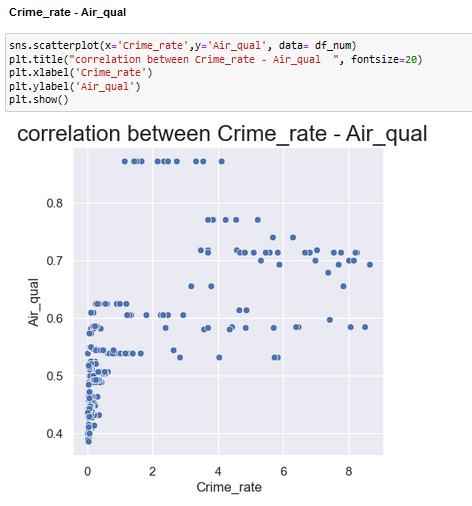 Crime_rate - Air_qual
sns.scatterplot(x='Crime_rate',y='Air_qual', data= df_num)
plt.title("correlation between Crime_rate - Air_qual  ", fontsize=20)
plt.xlabel('Crime_rate')
plt.ylabel('Air_qual')
plt.show()
correlation between Crime_rate - Air_qual
0.8
0.7
0.6
0.5
0.4
Air_qual
0 2 4 6 8
Crime_rate